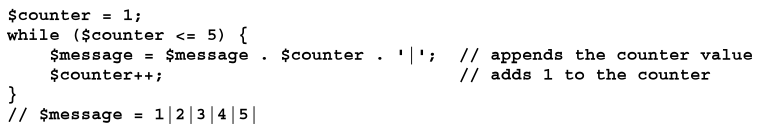 $counter = 1;
while ($counter <= 5) {
    $message = $message . $counter . '|';  // appends the counter value
    $counter++;                            // adds 1 to the counter
}
// $message = 1|2|3|4|5|